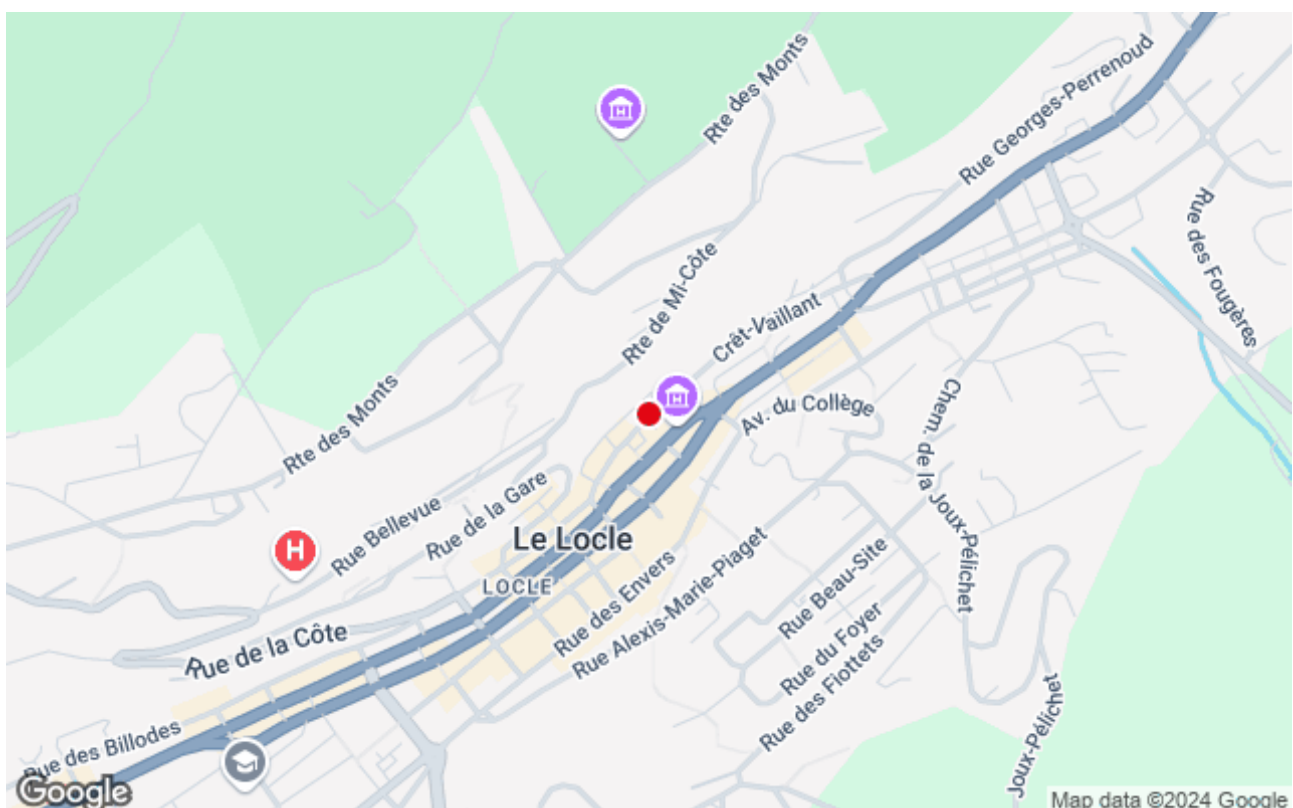 Rte des Monts
Rue Georges-Perrenoud
Rue des Fougères
Rte de Mi-Côte
Crêt-Vaillant
Rte des Monts
Av. du Collège
Chem. de la Joux-Pélichet
Rue de la Gare
Rue Bellevue
H
Le Locle
LOCLE
Rue des Envers
Rue Alexis-Marie-Piaget
Rue Beau-Site
Rue du Foyer
Rue des Fiottets
Rue de la Côte
Joux-Pélichet
Rue des Billodes
Google
Map data ©2024 Google